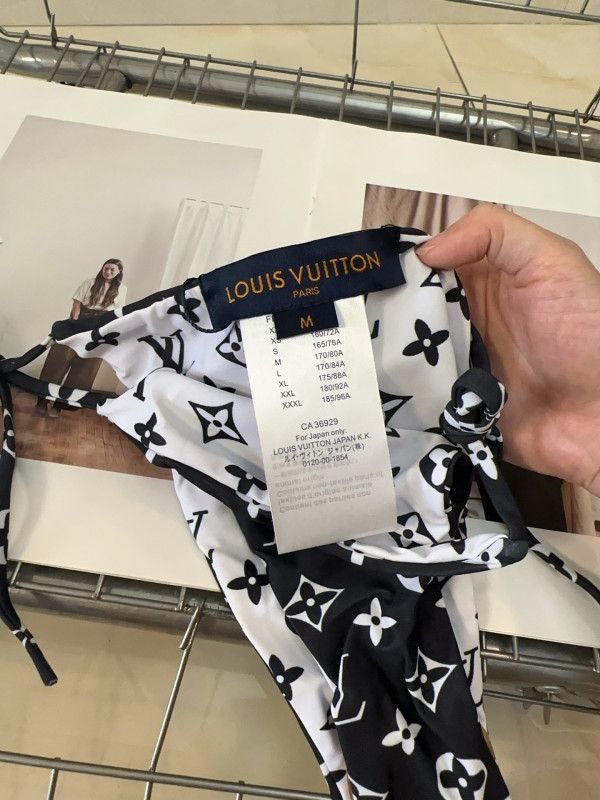 LOUIS VUITTON
PARIS
M
160/72A
S 165/76A
M 170/80A
L 170/84A
XL 175/88A
XXL 180/92A
XXXL 185/96A
CA 36929
For Japan only:
LOUIS VUITTON JAPAN K.K.
ルイ・ヴィトン ジャパン(株)
0120-00-1854